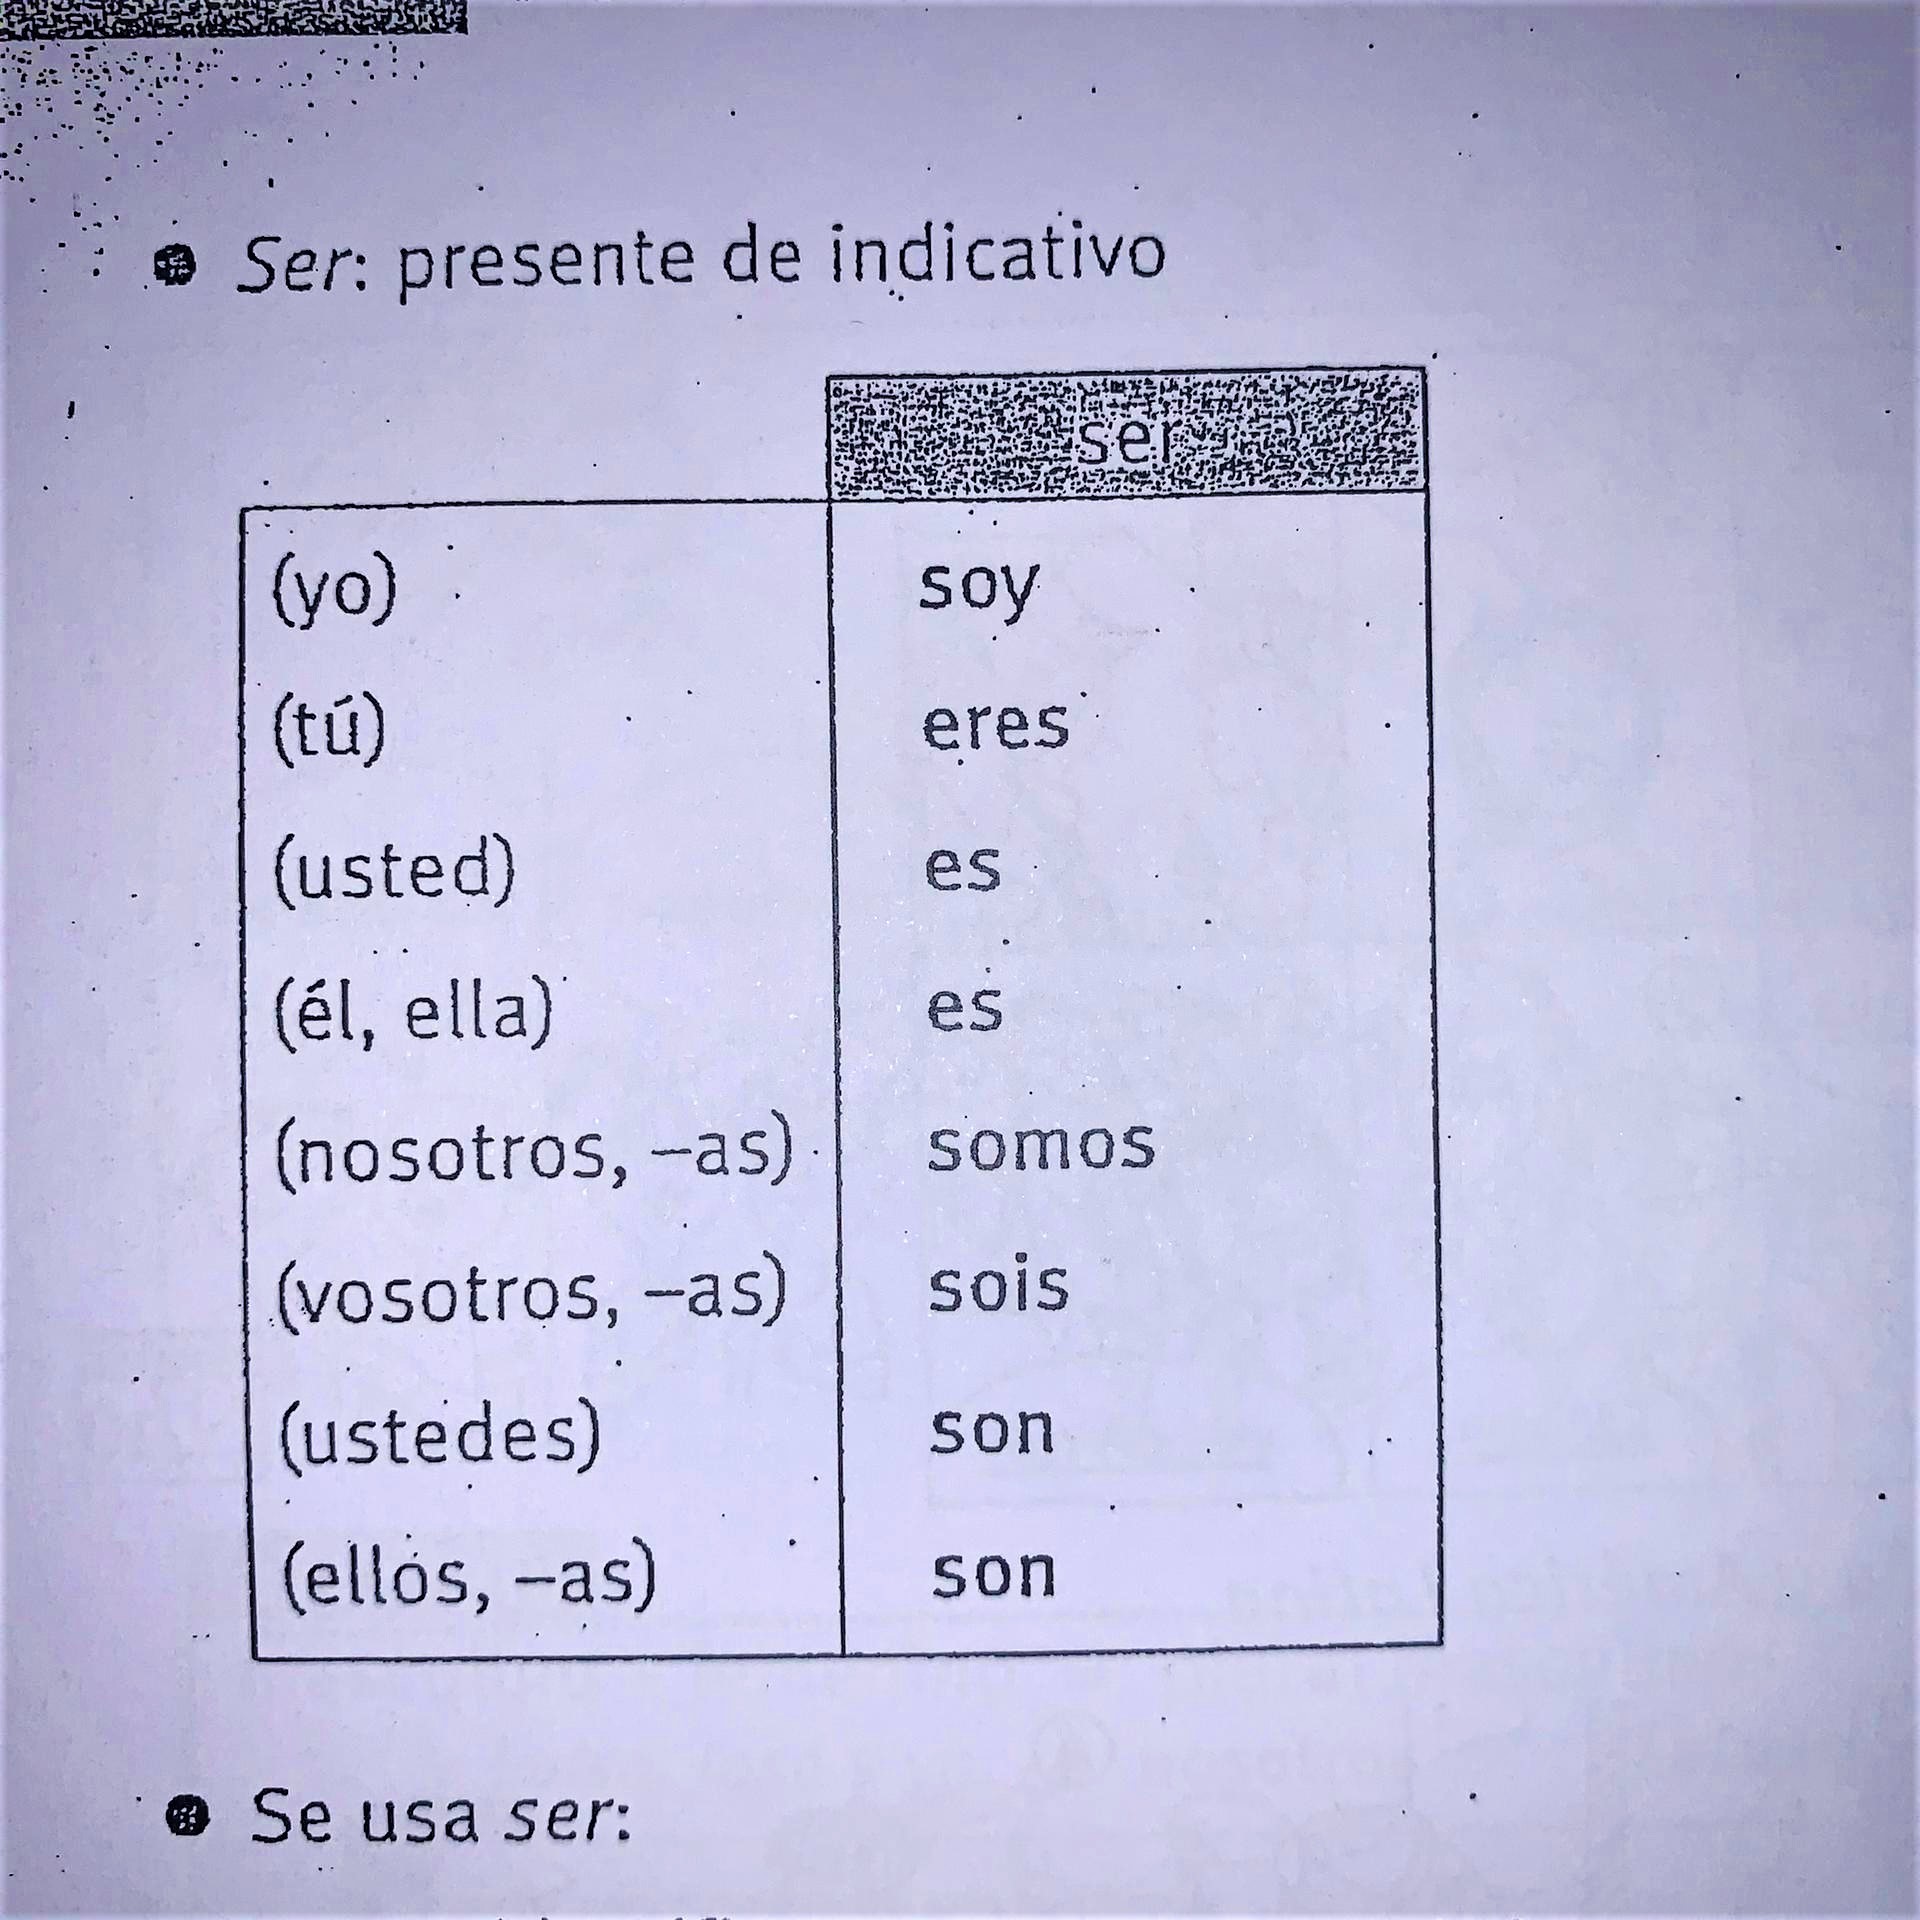 Ser: presente de indicativo
ser
(yo) soy
(tú) eres
(usted) es
(él, ella) es
(nosotros, –as) somos
(vosotros, –as) sois
(ustedes) son
(ellos, –as) son
Se usa ser: